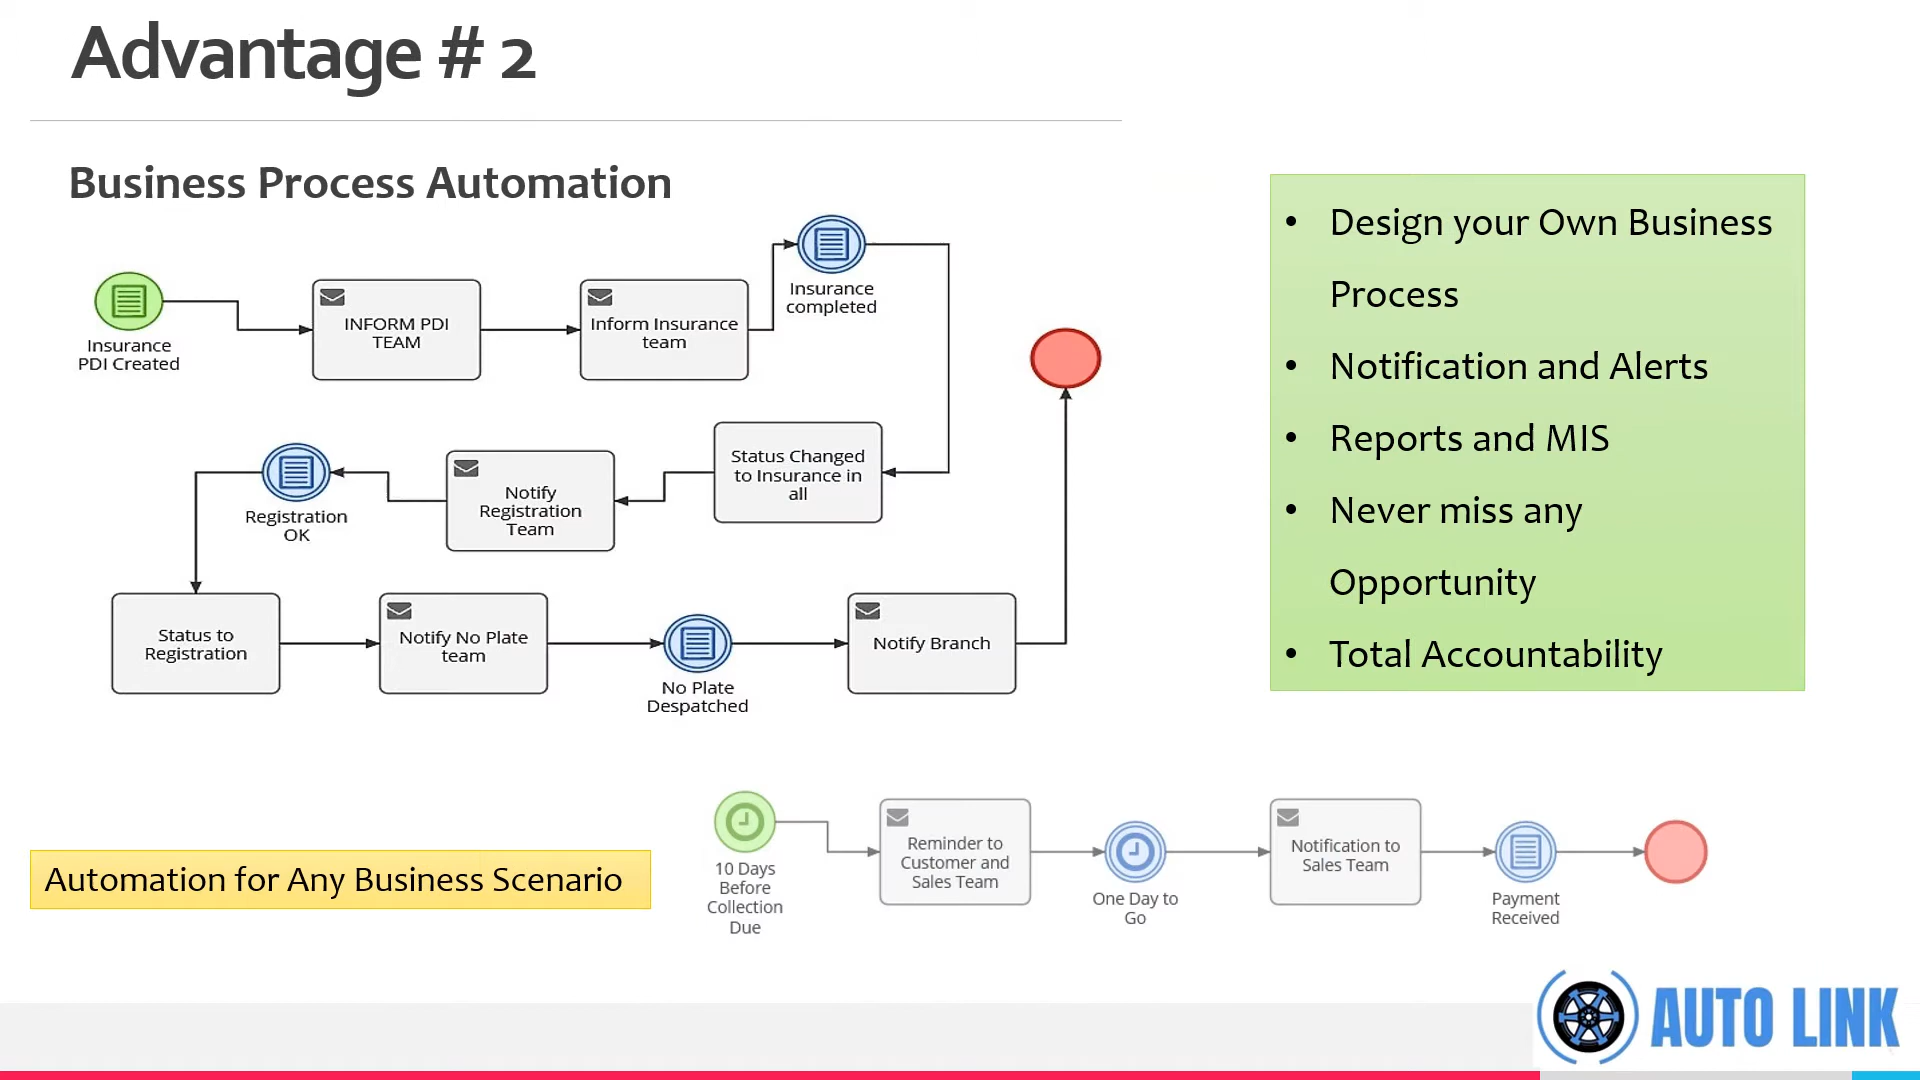 Advantage # 2
Business Process Automation
Insurance
PDI Created
INFORM PDI
TEAM
Inform Insurance
team
Insurance
completed
Status Changed
to Insurance in
all
Notify
Registration
Team
Registration
OK
Status to
Registration
Notify No Plate
team
No Plate
Despatched
Notify Branch
• Design your Own Business
Process
• Notification and Alerts
• Reports and MIS
• Never miss any
Opportunity
• Total Accountability
Automation for Any Business Scenario
10 Days
Before
Collection
Due
Reminder to
Customer and
Sales Team
One Day to
Go
Notification to
Sales Team
Payment
Received
AUTO LINK